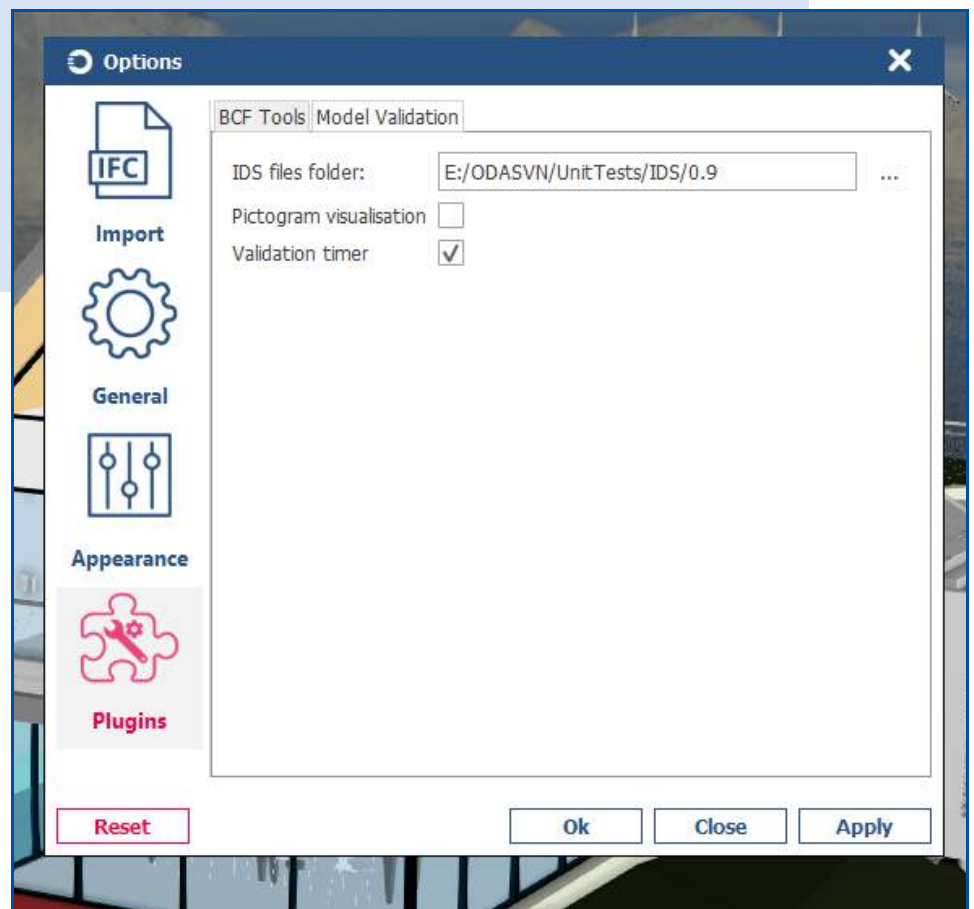 Options
IFC
Import
General
Appearance
Plugins
BCF Tools Model Validation
IDS files folder: E:/ODASVN/UnitTests/IDS/0.9 ...
Pictogram visualisation
Validation timer
Reset Ok Close Apply